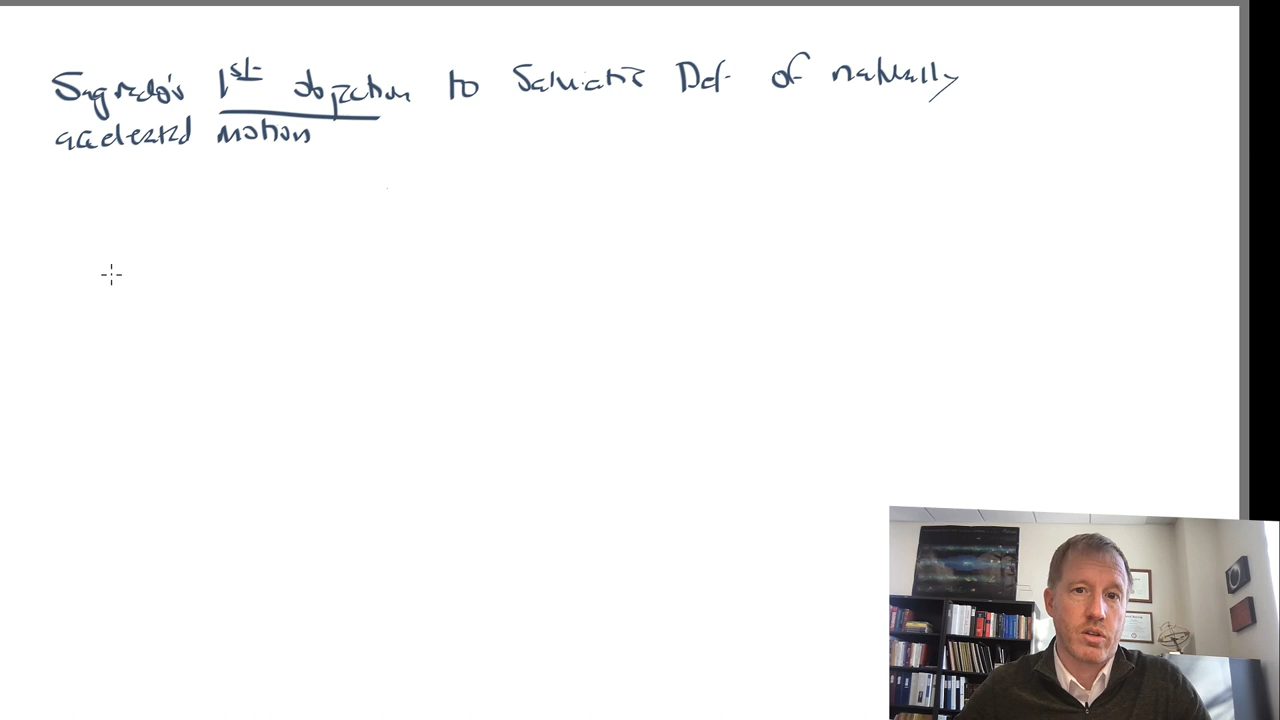 Sagredo's 1st objection to Salviati's Def. of naturally
accelerated motion